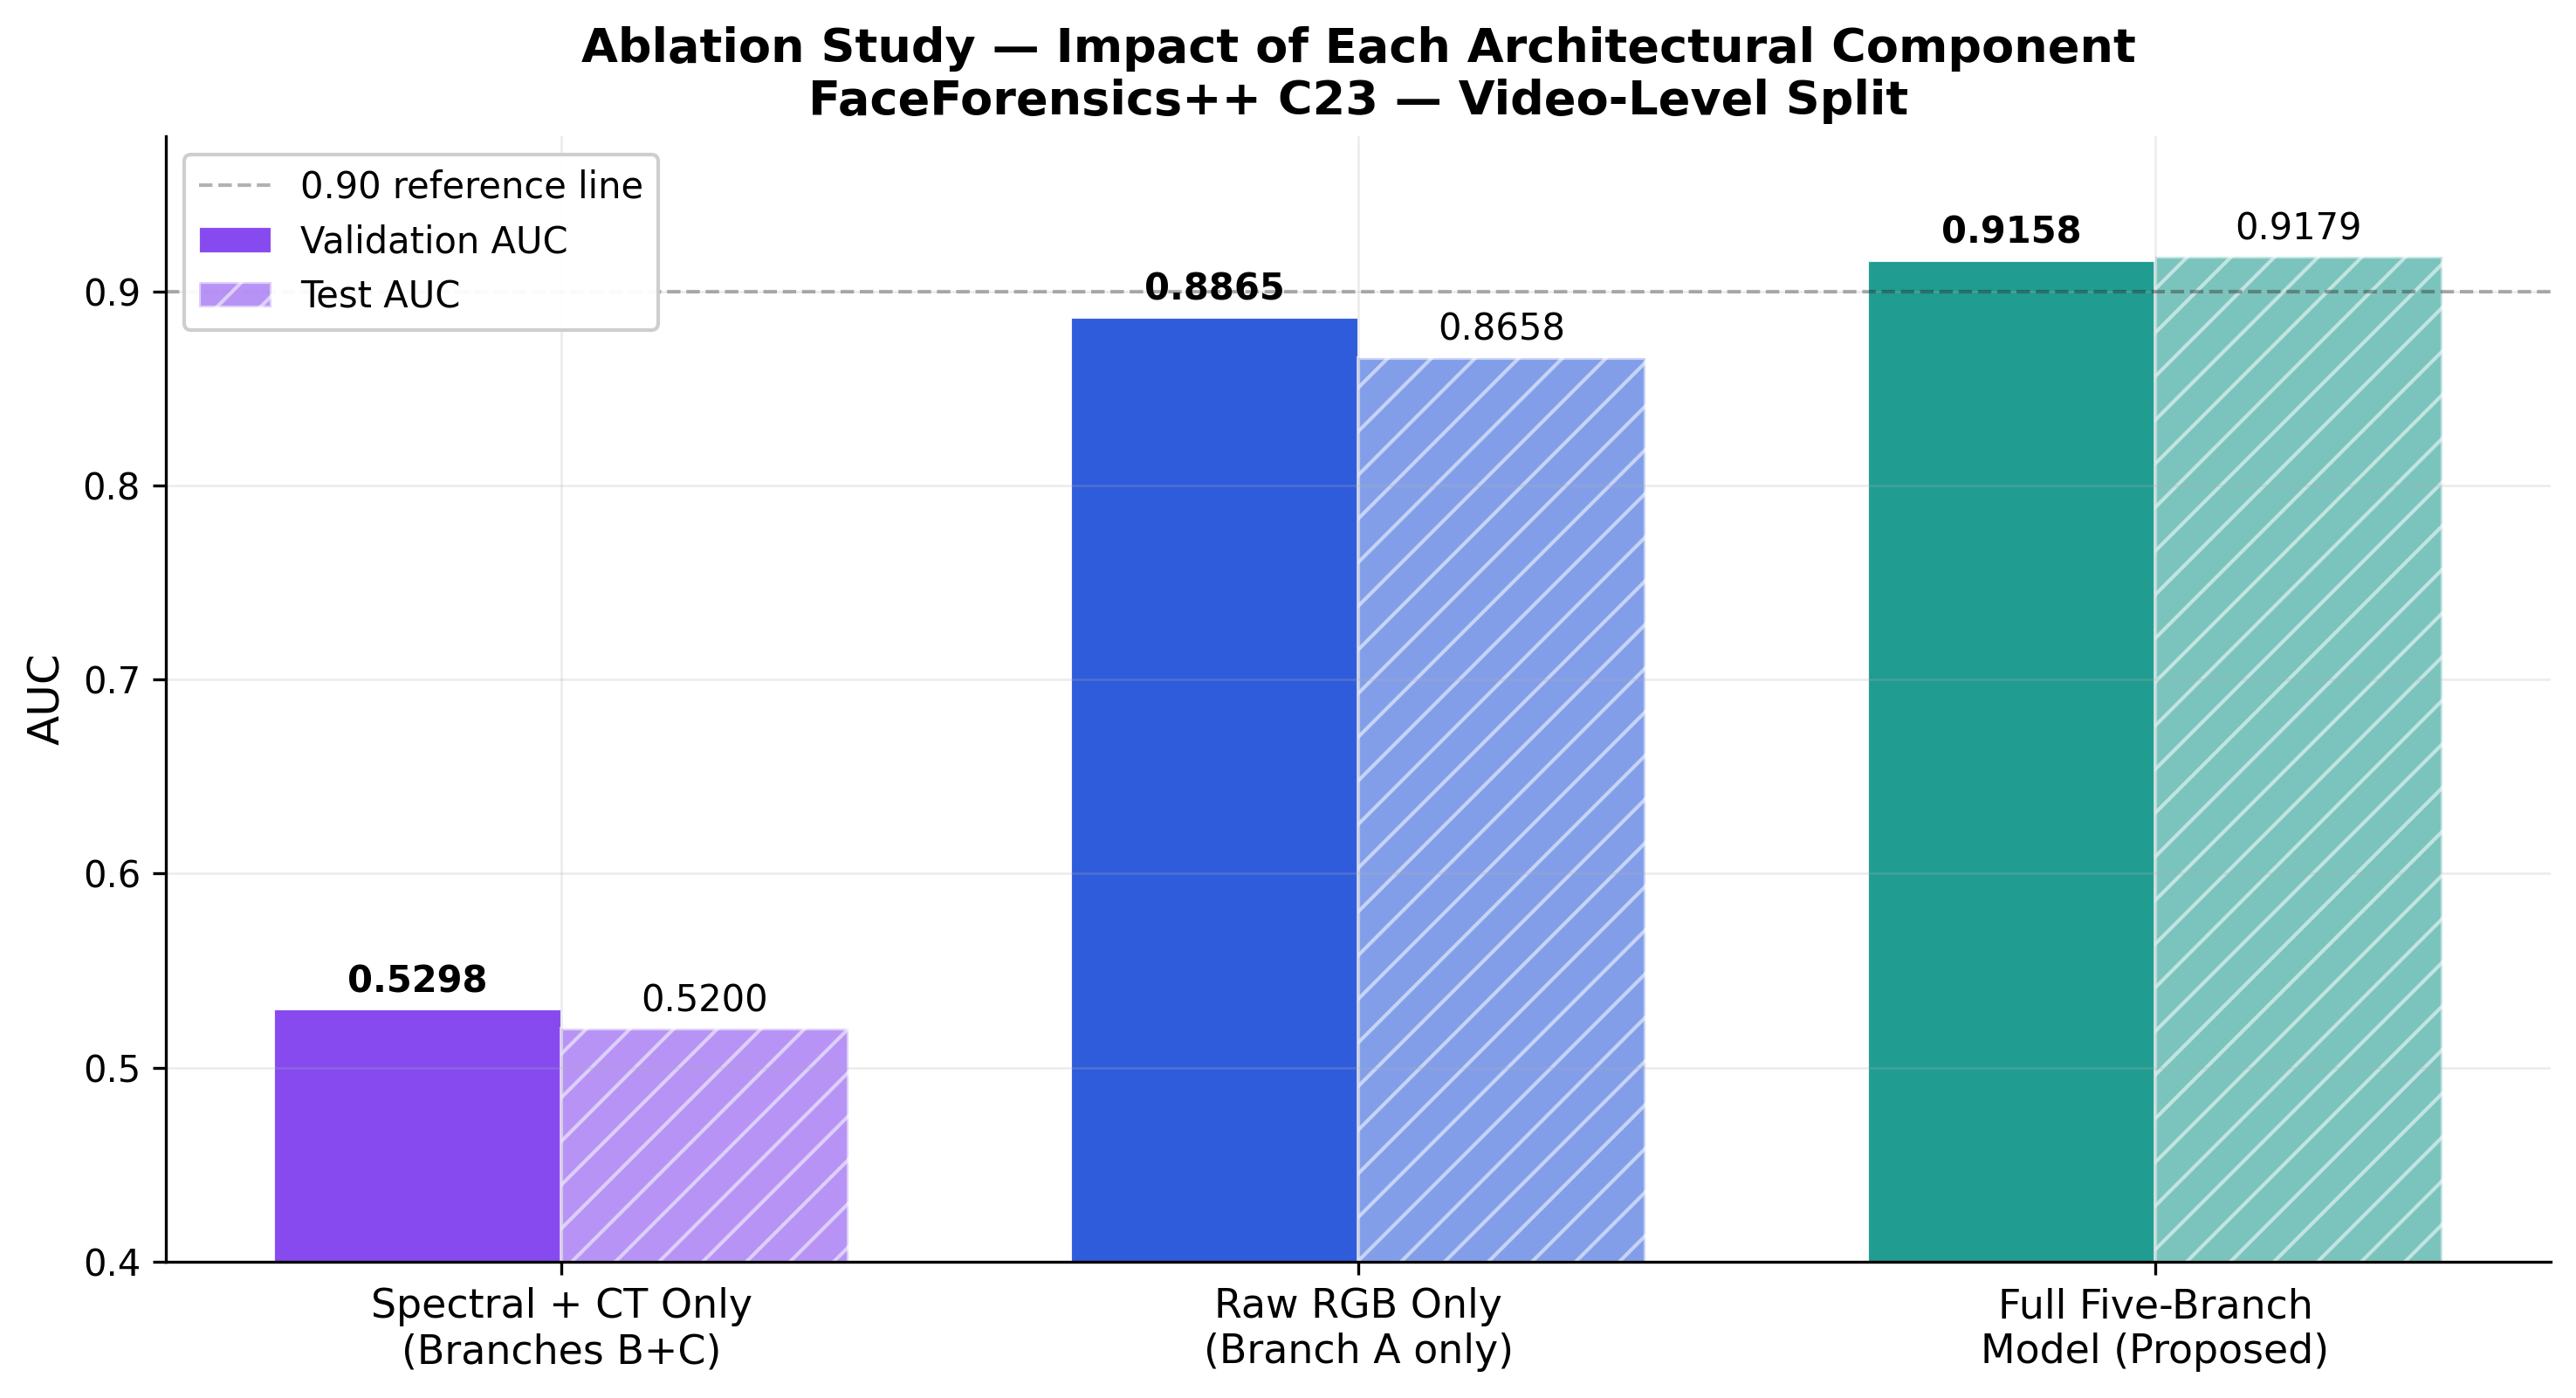 Ablation Study — Impact of Each Architectural Component
FaceForensics++ C23 — Video-Level Split
0.90 reference line
Validation AUC
Test AUC
AUC
0.9
0.8
0.7
0.6
0.5
0.4
0.5298
0.5200
0.8865
0.8658
0.9158
0.9179
Spectral + CT Only
(Branches B+C)
Raw RGB Only
(Branch A only)
Full Five-Branch
Model (Proposed)